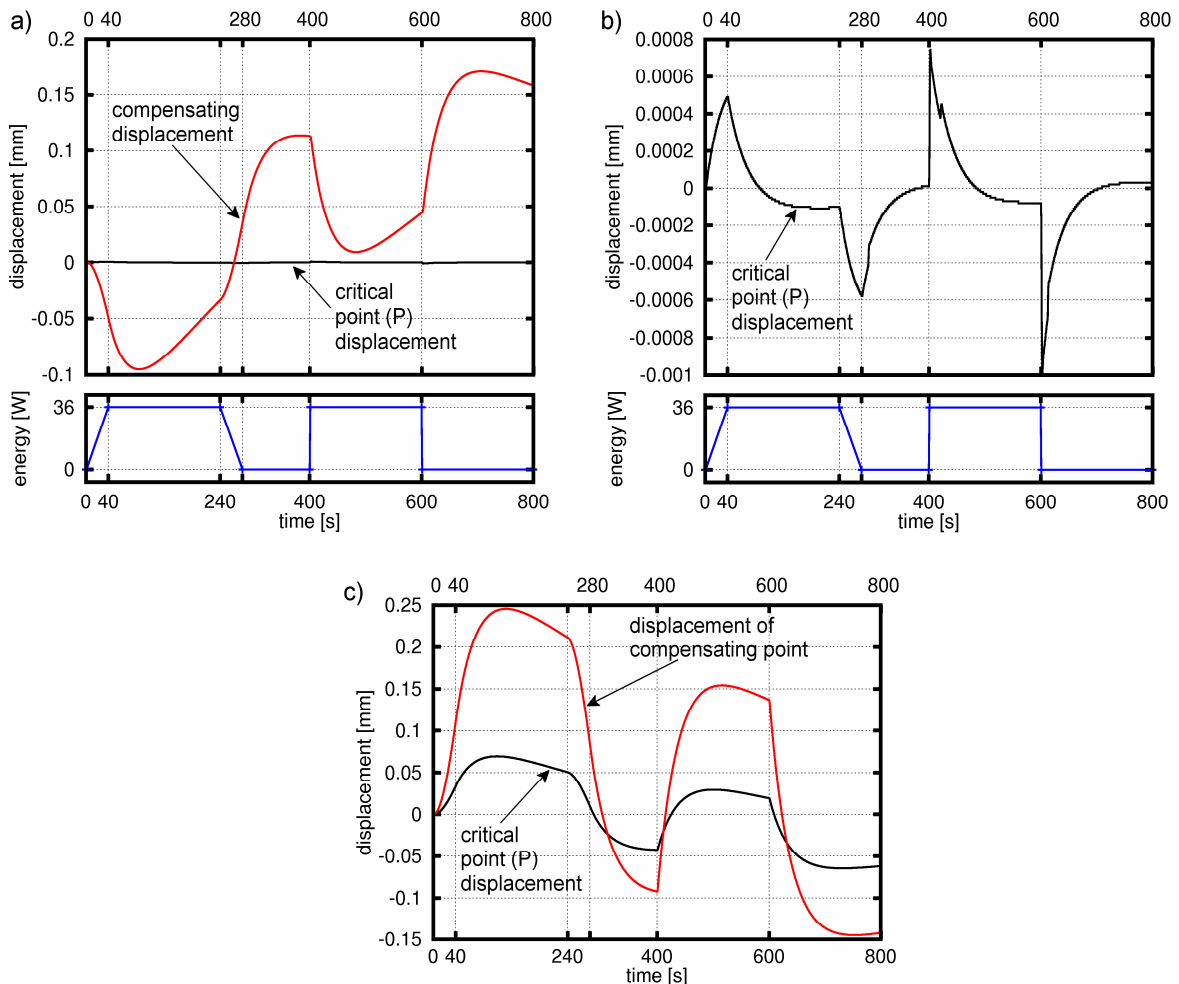 a)
0 40 280 400 600 800
0.2
0.15
0.1
0.05
0
-0.05
-0.1
displacement [mm]
compensating
displacement
critical
point (P)
displacement
36
0
energy [W]
0 40 240 400 600 800
time [s]
b)
0 40 280 400 600 800
0.0008
0.0006
0.0004
0.0002
0
-0.0002
-0.0004
-0.0006
-0.0008
-0.001
displacement [mm]
critical
point (P)
displacement
36
0
energy [W]
0 40 240 400 600 800
time [s]
c)
0 40 280 400 600 800
0.25
0.2
0.15
0.1
0.05
0
-0.05
-0.1
-0.15
displacement [mm]
displacement of
compensating point
critical
point (P)
displacement
0 40 240 400 600 800
time [s]